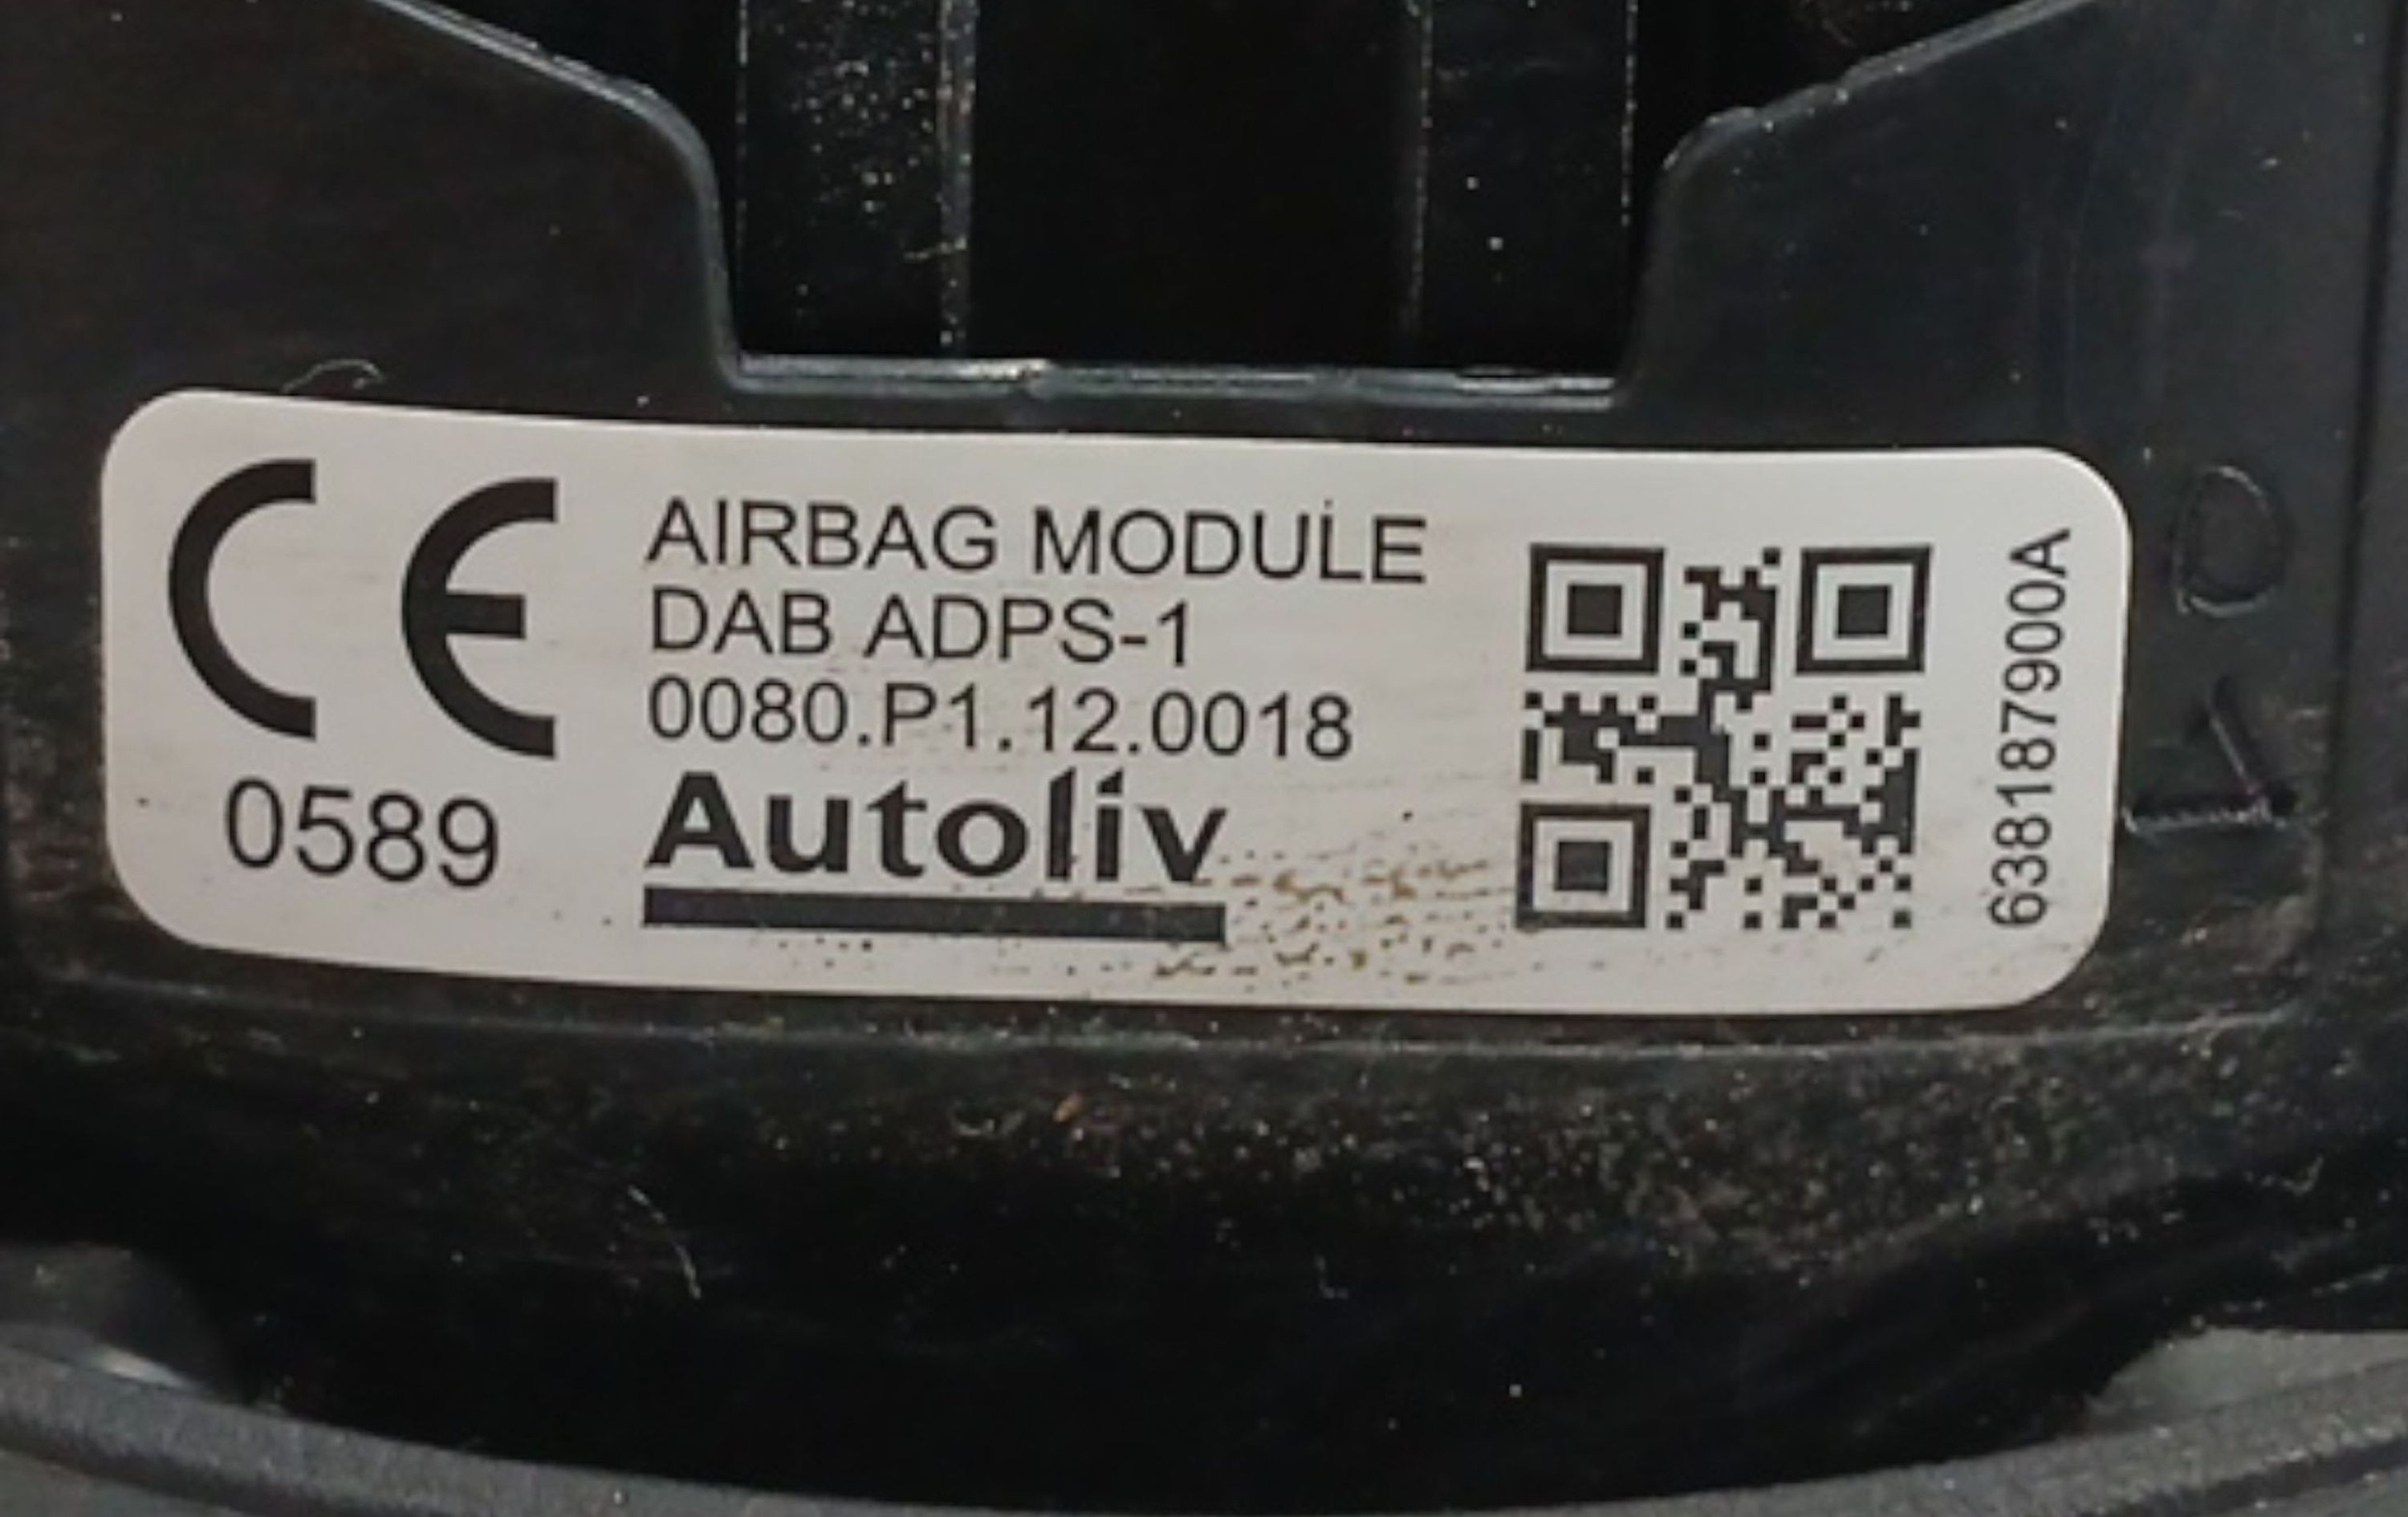 CE
0589
AIRBAG MODULE
DAB ADPS-1
0080.P1.12.0018
Autoliv
638187900A